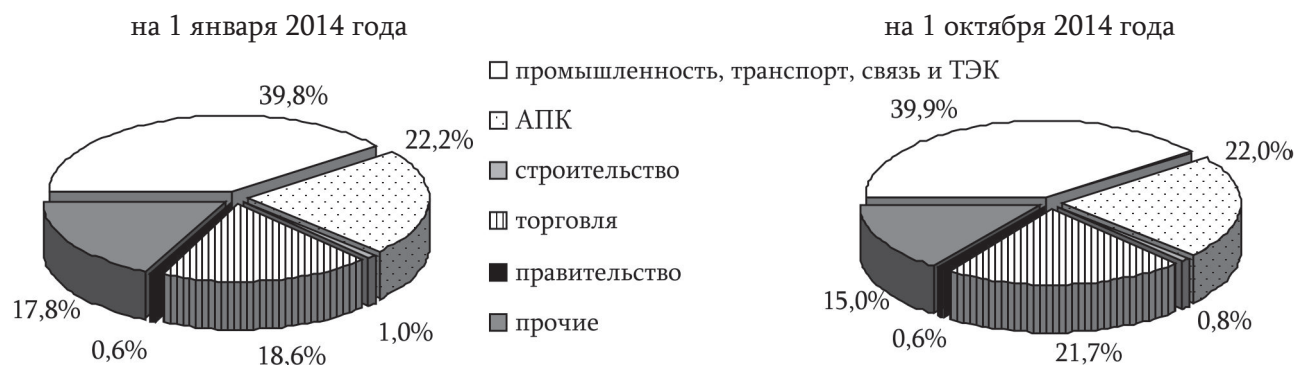 на 1 января 2014 года
39,8%
22,2%
17,8%
0,6%
18,6%
1,0%
промышленность, транспорт, связь и ТЭК
АПК
строительство
торговля
правительство
прочие
на 1 октября 2014 года
39,9%
22,0%
15,0%
0,6%
21,7%
0,8%